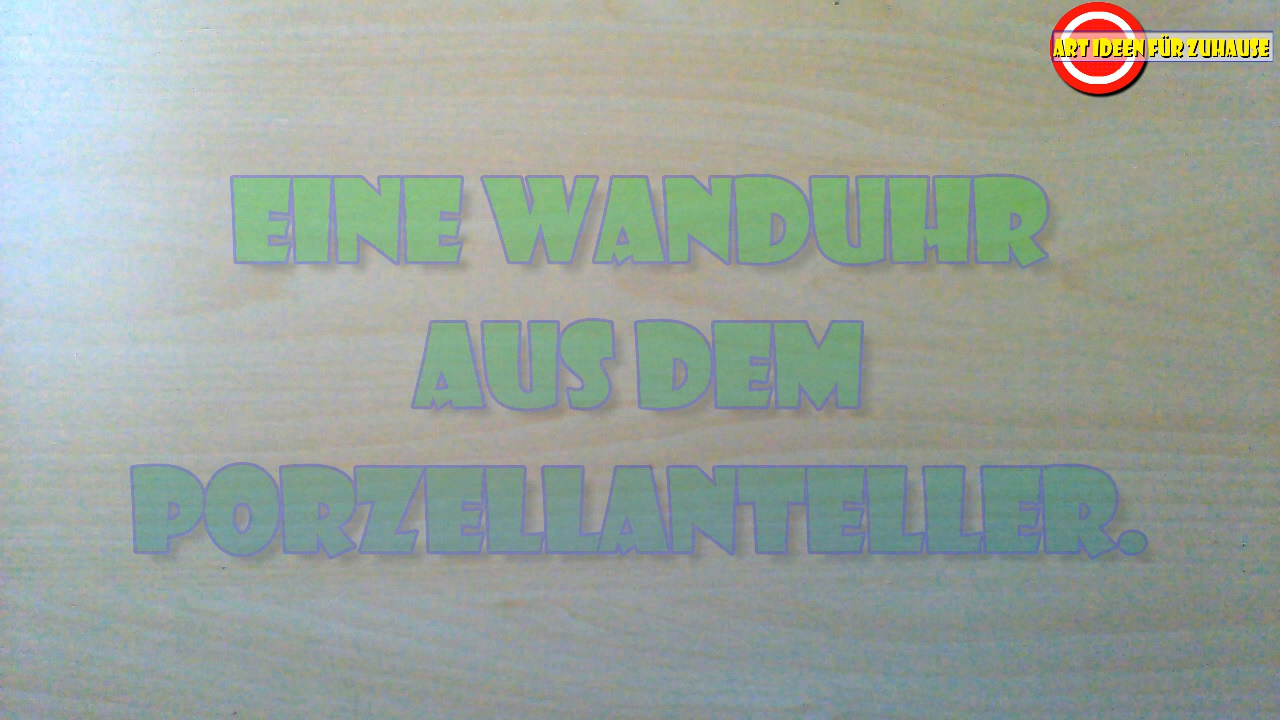 ART IDEEN FÜR ZUHAUSE
EINE WANDUHR
AUS DEM
PORZELLANTELLER.